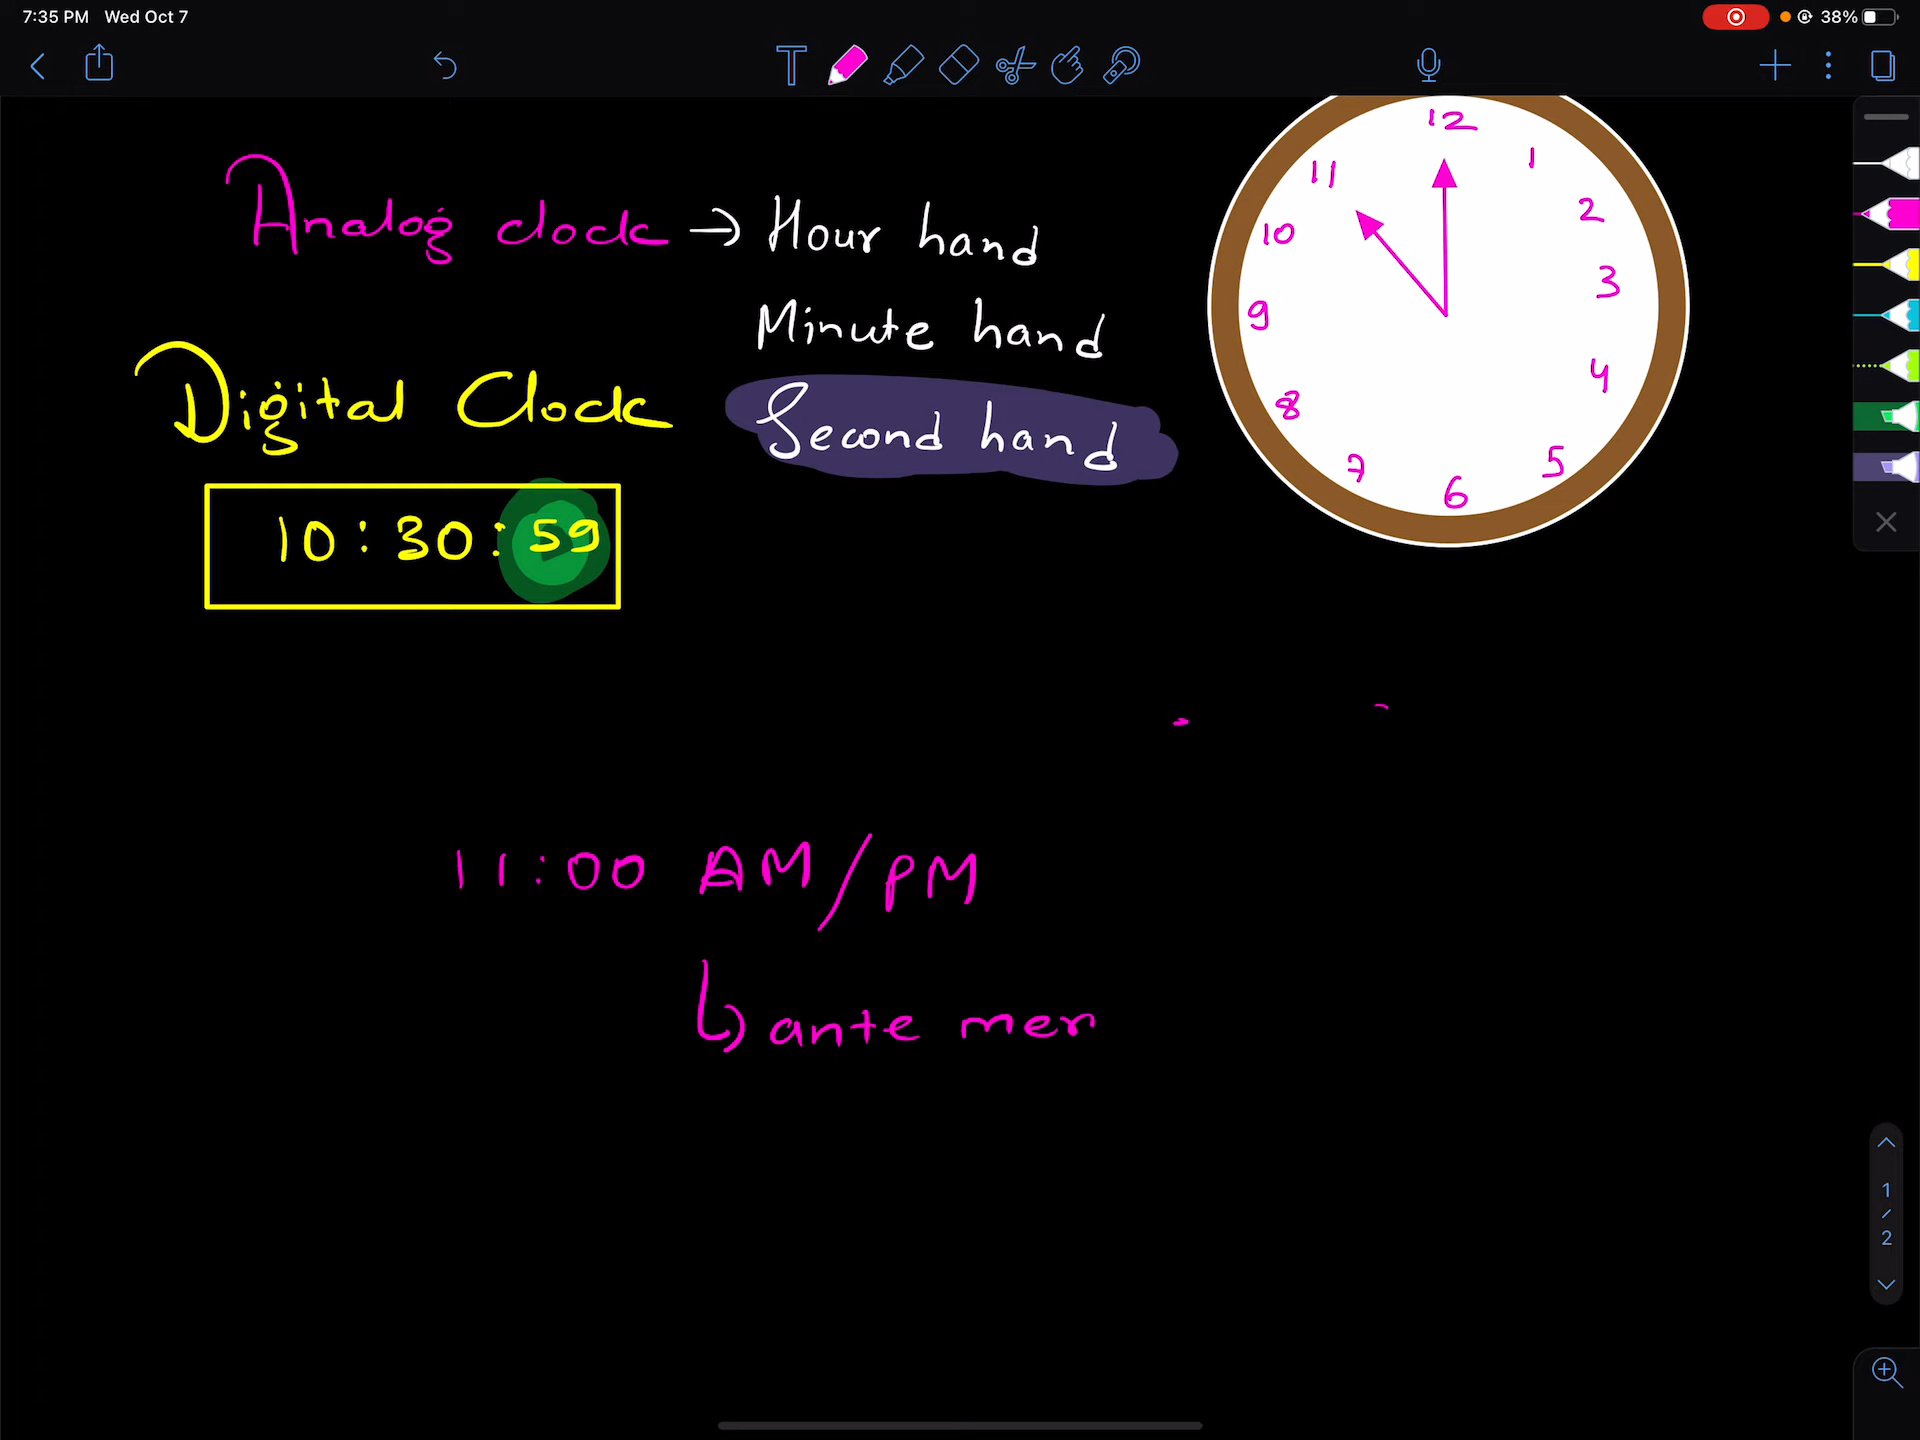 7:35 PM Wed Oct 7
38%
Analog clock → Hour hand
Minute hand
Second hand
Digital Clock
10:30:59
12
1
2
3
4
5
6
7
8
9
10
11
11:00 AM/PM
ante mer
1
/
2